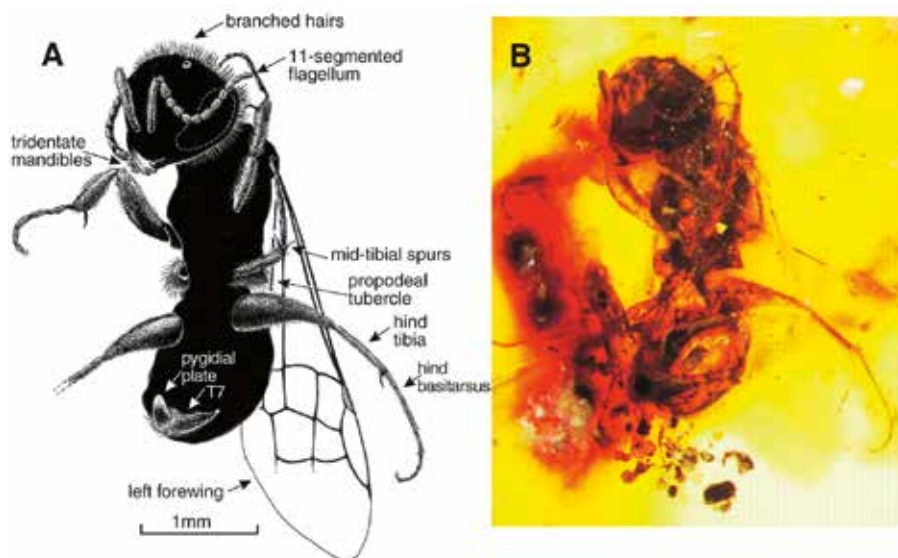 branched hairs
A
11-segmented
flagellum
B
tridentate
mandibles
mid-tibial spurs
propodeal
tubercle
hind
tibia
pygidial
plate
T7
hind
basitarsus
left forewing
1mm